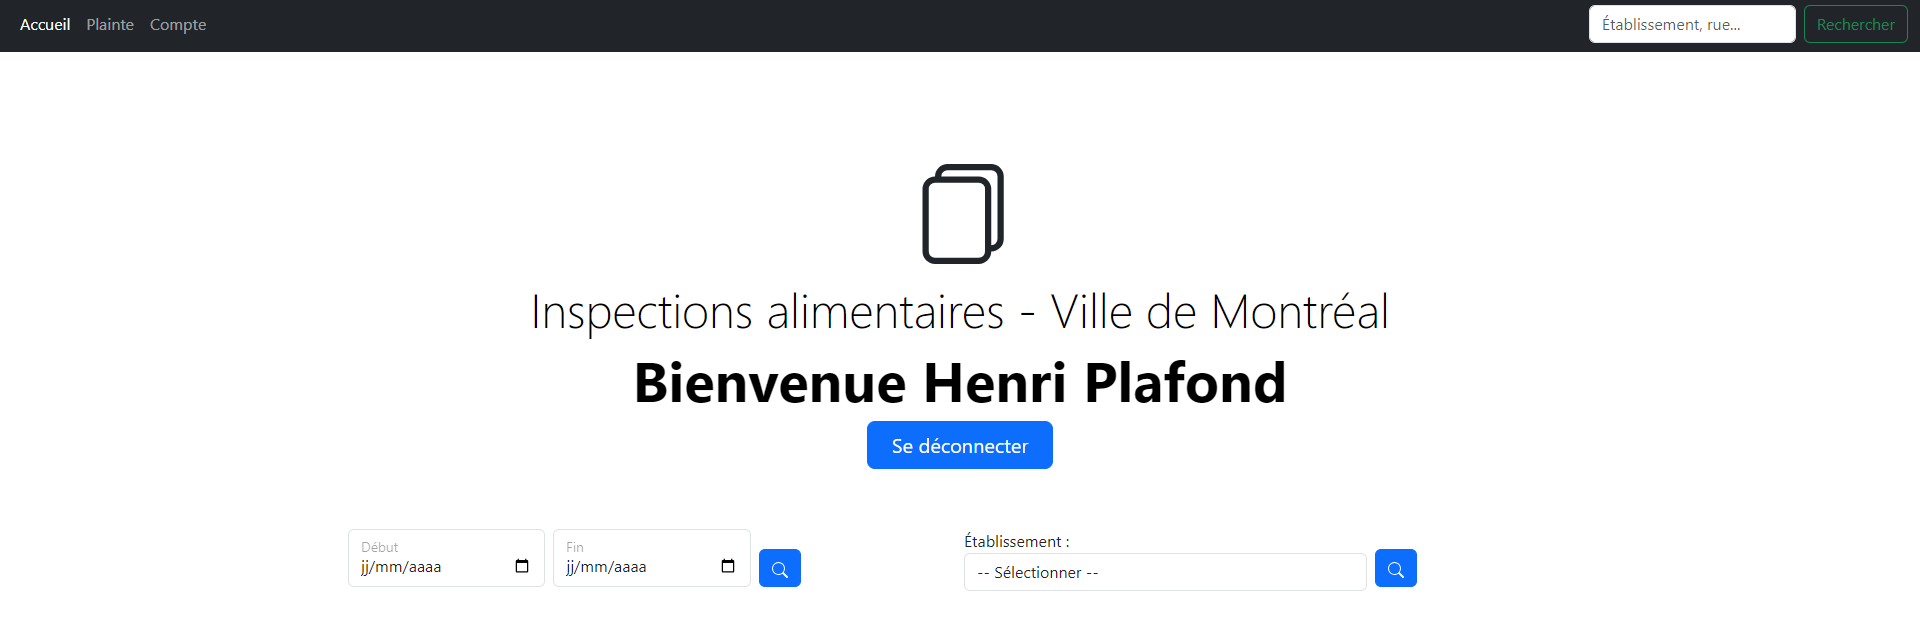 Accueil Plainte Compte Établissement, rue... Rechercher
Inspections alimentaires - Ville de Montréal
Bienvenue Henri Plafond
Se déconnecter
Début
jj/mm/aaaa
Fin
jj/mm/aaaa
Établissement :
-- Sélectionner --